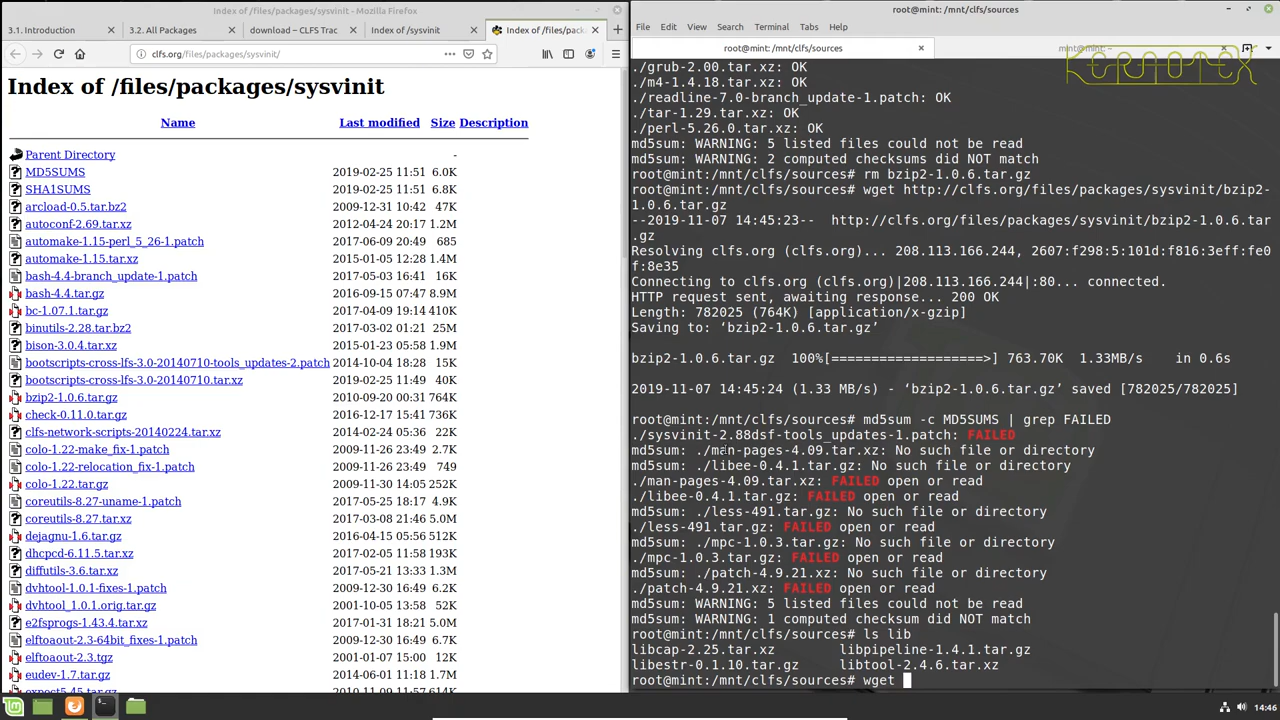 Index of /files/packages/sysvinit - Mozilla Firefox
3.1. Introduction
3.2. All Packages
download – CLFS Trac
Index of /sysvinit
Index of /files/pack
clfs.org/files/packages/sysvinit/
Index of /files/packages/sysvinit
Name Last modified Size Description
Parent Directory -
MD5SUMS 2019-02-25 11:51 6.0K
SHA1SUMS 2019-02-25 11:51 6.8K
arcload-0.5.tar.bz2 2009-12-31 10:42 47K
autoconf-2.69.tar.xz 2012-04-24 20:17 1.2M
automake-1.15-perl_5_26-1.patch 2017-06-09 20:49 685
automake-1.15.tar.xz 2015-01-05 12:28 1.4M
bash-4.4-branch_update-1.patch 2017-05-03 16:41 16K
bash-4.4.tar.gz 2016-09-15 07:47 8.9M
bc-1.07.1.tar.gz 2017-04-09 19:14 410K
binutils-2.28.tar.bz2 2017-03-02 01:21 25M
bison-3.0.4.tar.xz 2015-01-23 05:58 1.9M
bootscripts-cross-lfs-3.0-20140710-tools_updates-2.patch 2014-10-04 18:28 15K
bootscripts-cross-lfs-3.0-20140710.tar.xz 2019-02-25 11:49 40K
bzip2-1.0.6.tar.gz 2010-09-20 09:31 764K
check-0.11.0.tar.gz 2016-12-17 15:41 736K
clfs-network-scripts-20140224.tar.xz 2014-02-24 05:36 22K
colo-1.22-make_fix-1.patch 2009-11-26 23:49 2.7K
colo-1.22-relocation_fix-1.patch 2009-11-26 23:49 749
colo-1.22.tar.gz 2009-11-30 14:05 252K
coreutils-8.27-uname-1.patch 2017-05-25 18:17 4.9K
coreutils-8.27.tar.xz 2017-03-08 21:46 5.0M
dejagnu-1.6.tar.gz 2016-04-15 05:56 512K
dhcpcd-6.11.5.tar.xz 2017-02-05 11:58 193K
diffutils-3.6.tar.xz 2017-05-21 13:33 1.3M
dvhtool-1.0.1-fixes-1.patch 2009-12-30 16:41 6.2K
dvhtool_1.0.1.orig.tar.gz 2001-10-05 13:58 52K
e2fsprogs-1.43.4.tar.xz 2017-01-31 18:21 5.0M
elftoaout-2.3-64bit_fixes-1.patch 2009-12-30 16:49 6.7K
elftoaout-2.3.tgz 2001-01-07 15:00 12K
eudev-1.7.tar.gz 2014-06-01 11:18 1.7M
root@mint: /mnt/clfs/sources
File Edit View Search Terminal Tabs Help
root@mint: /mnt/clfs/sources
root@mint: ~
./grub-2.00.tar.xz: OK
./m4-1.4.18.tar.xz: OK
./readline-7.0-branch_update-1.patch: OK
./tar-1.29.tar.xz: OK
./perl-5.26.0.tar.xz: OK
md5sum: WARNING: 5 listed files could not be read
md5sum: WARNING: 2 computed checksums did NOT match
root@mint:/mnt/clfs/sources# rm bzip2-1.0.6.tar.gz
root@mint:/mnt/clfs/sources# wget http://clfs.org/files/packages/sysvinit/bzip2-
1.0.6.tar.gz
--2019-11-07 14:45:23-- http://clfs.org/files/packages/sysvinit/bzip2-1.0.6.tar
.gz
Resolving clfs.org (clfs.org)... 208.113.166.244, 2607:f298:5:101d:f816:3eff:fe0
f:8e35
Connecting to clfs.org (clfs.org)|208.113.166.244|:80... connected.
HTTP request sent, awaiting response... 200 OK
Length: 782025 (764K) [application/x-gzip]
Saving to: ‘bzip2-1.0.6.tar.gz’
bzip2-1.0.6.tar.gz 100%[===================>] 763.70K 1.33MB/s in 0.6s
2019-11-07 14:45:24 (1.33 MB/s) - ‘bzip2-1.0.6.tar.gz’ saved [782025/782025]
root@mint:/mnt/clfs/sources# md5sum -c MD5SUMS | grep FAILED
./sysvinit-2.88dsf-tools_updates-1.patch: FAILED
md5sum: ./man-pages-4.09.tar.xz: No such file or directory
md5sum: ./libee-0.4.1.tar.gz: No such file or directory
./man-pages-4.09.tar.xz: FAILED open or read
./libee-0.4.1.tar.gz: FAILED open or read
md5sum: ./less-491.tar.gz: No such file or directory
./less-491.tar.gz: FAILED open or read
md5sum: ./mpc-1.0.3.tar.gz: No such file or directory
./mpc-1.0.3.tar.gz: FAILED open or read
md5sum: ./patch-4.9.21.xz: No such file or directory
./patch-4.9.21.xz: FAILED open or read
md5sum: WARNING: 5 listed files could not be read
md5sum: WARNING: 1 computed checksum did NOT match
root@mint:/mnt/clfs/sources# ls lib
libcap-2.25.tar.xz libpipeline-1.4.1.tar.gz
libestr-0.1.10.tar.gz libtool-2.4.6.tar.xz
root@mint:/mnt/clfs/sources# wget
14:46